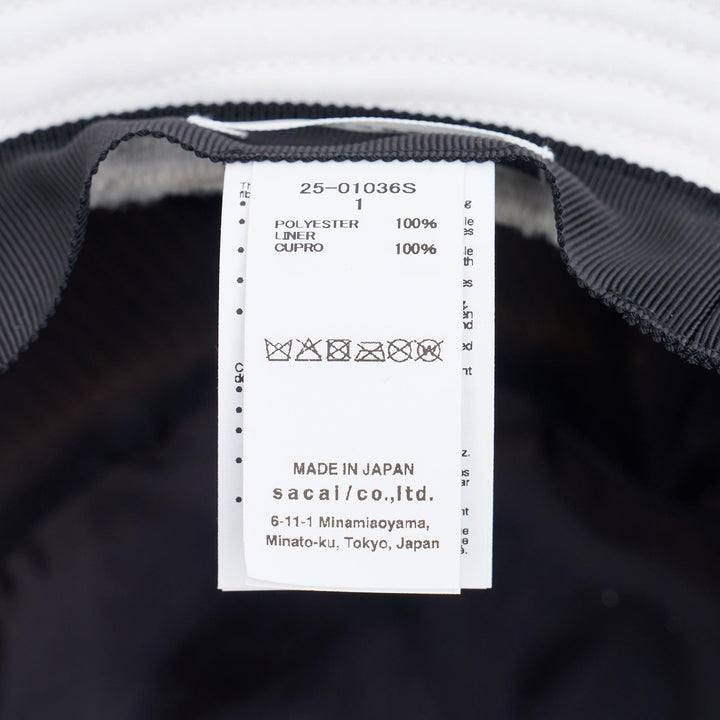 25-01036S
1
POLYESTER 100%
LINER
CUPRO 100%
MADE IN JAPAN
sacai/co.,ltd.
6-11-1 Minamiaoyama,
Minato-ku, Tokyo, Japan